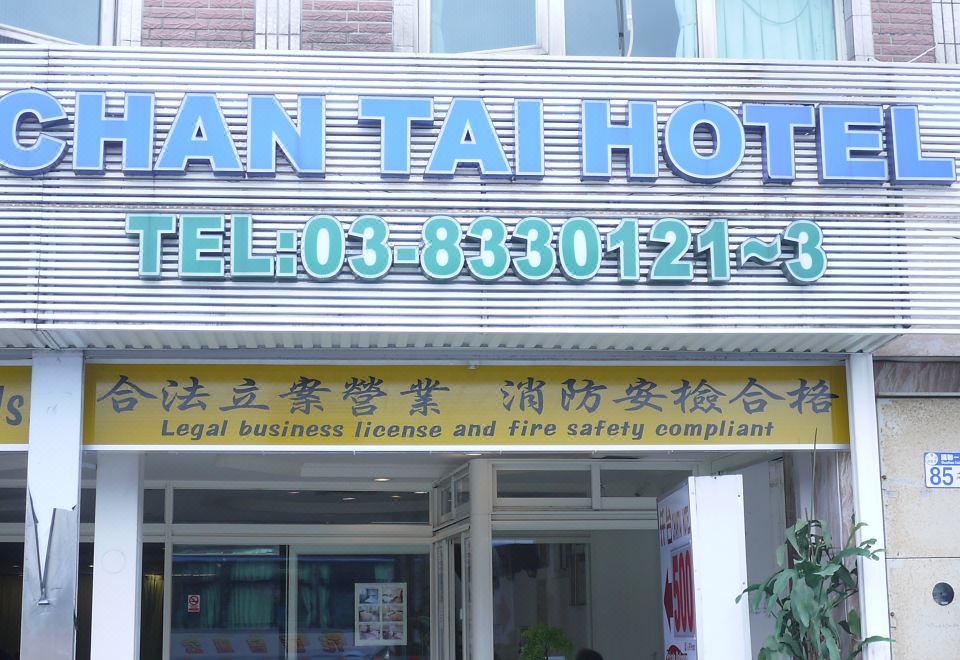 CHAN TAI HOTEL
TEL:03-8330121~3
合法立案營業 消防安檢合格
Legal business license and fire safety compliant
85
500